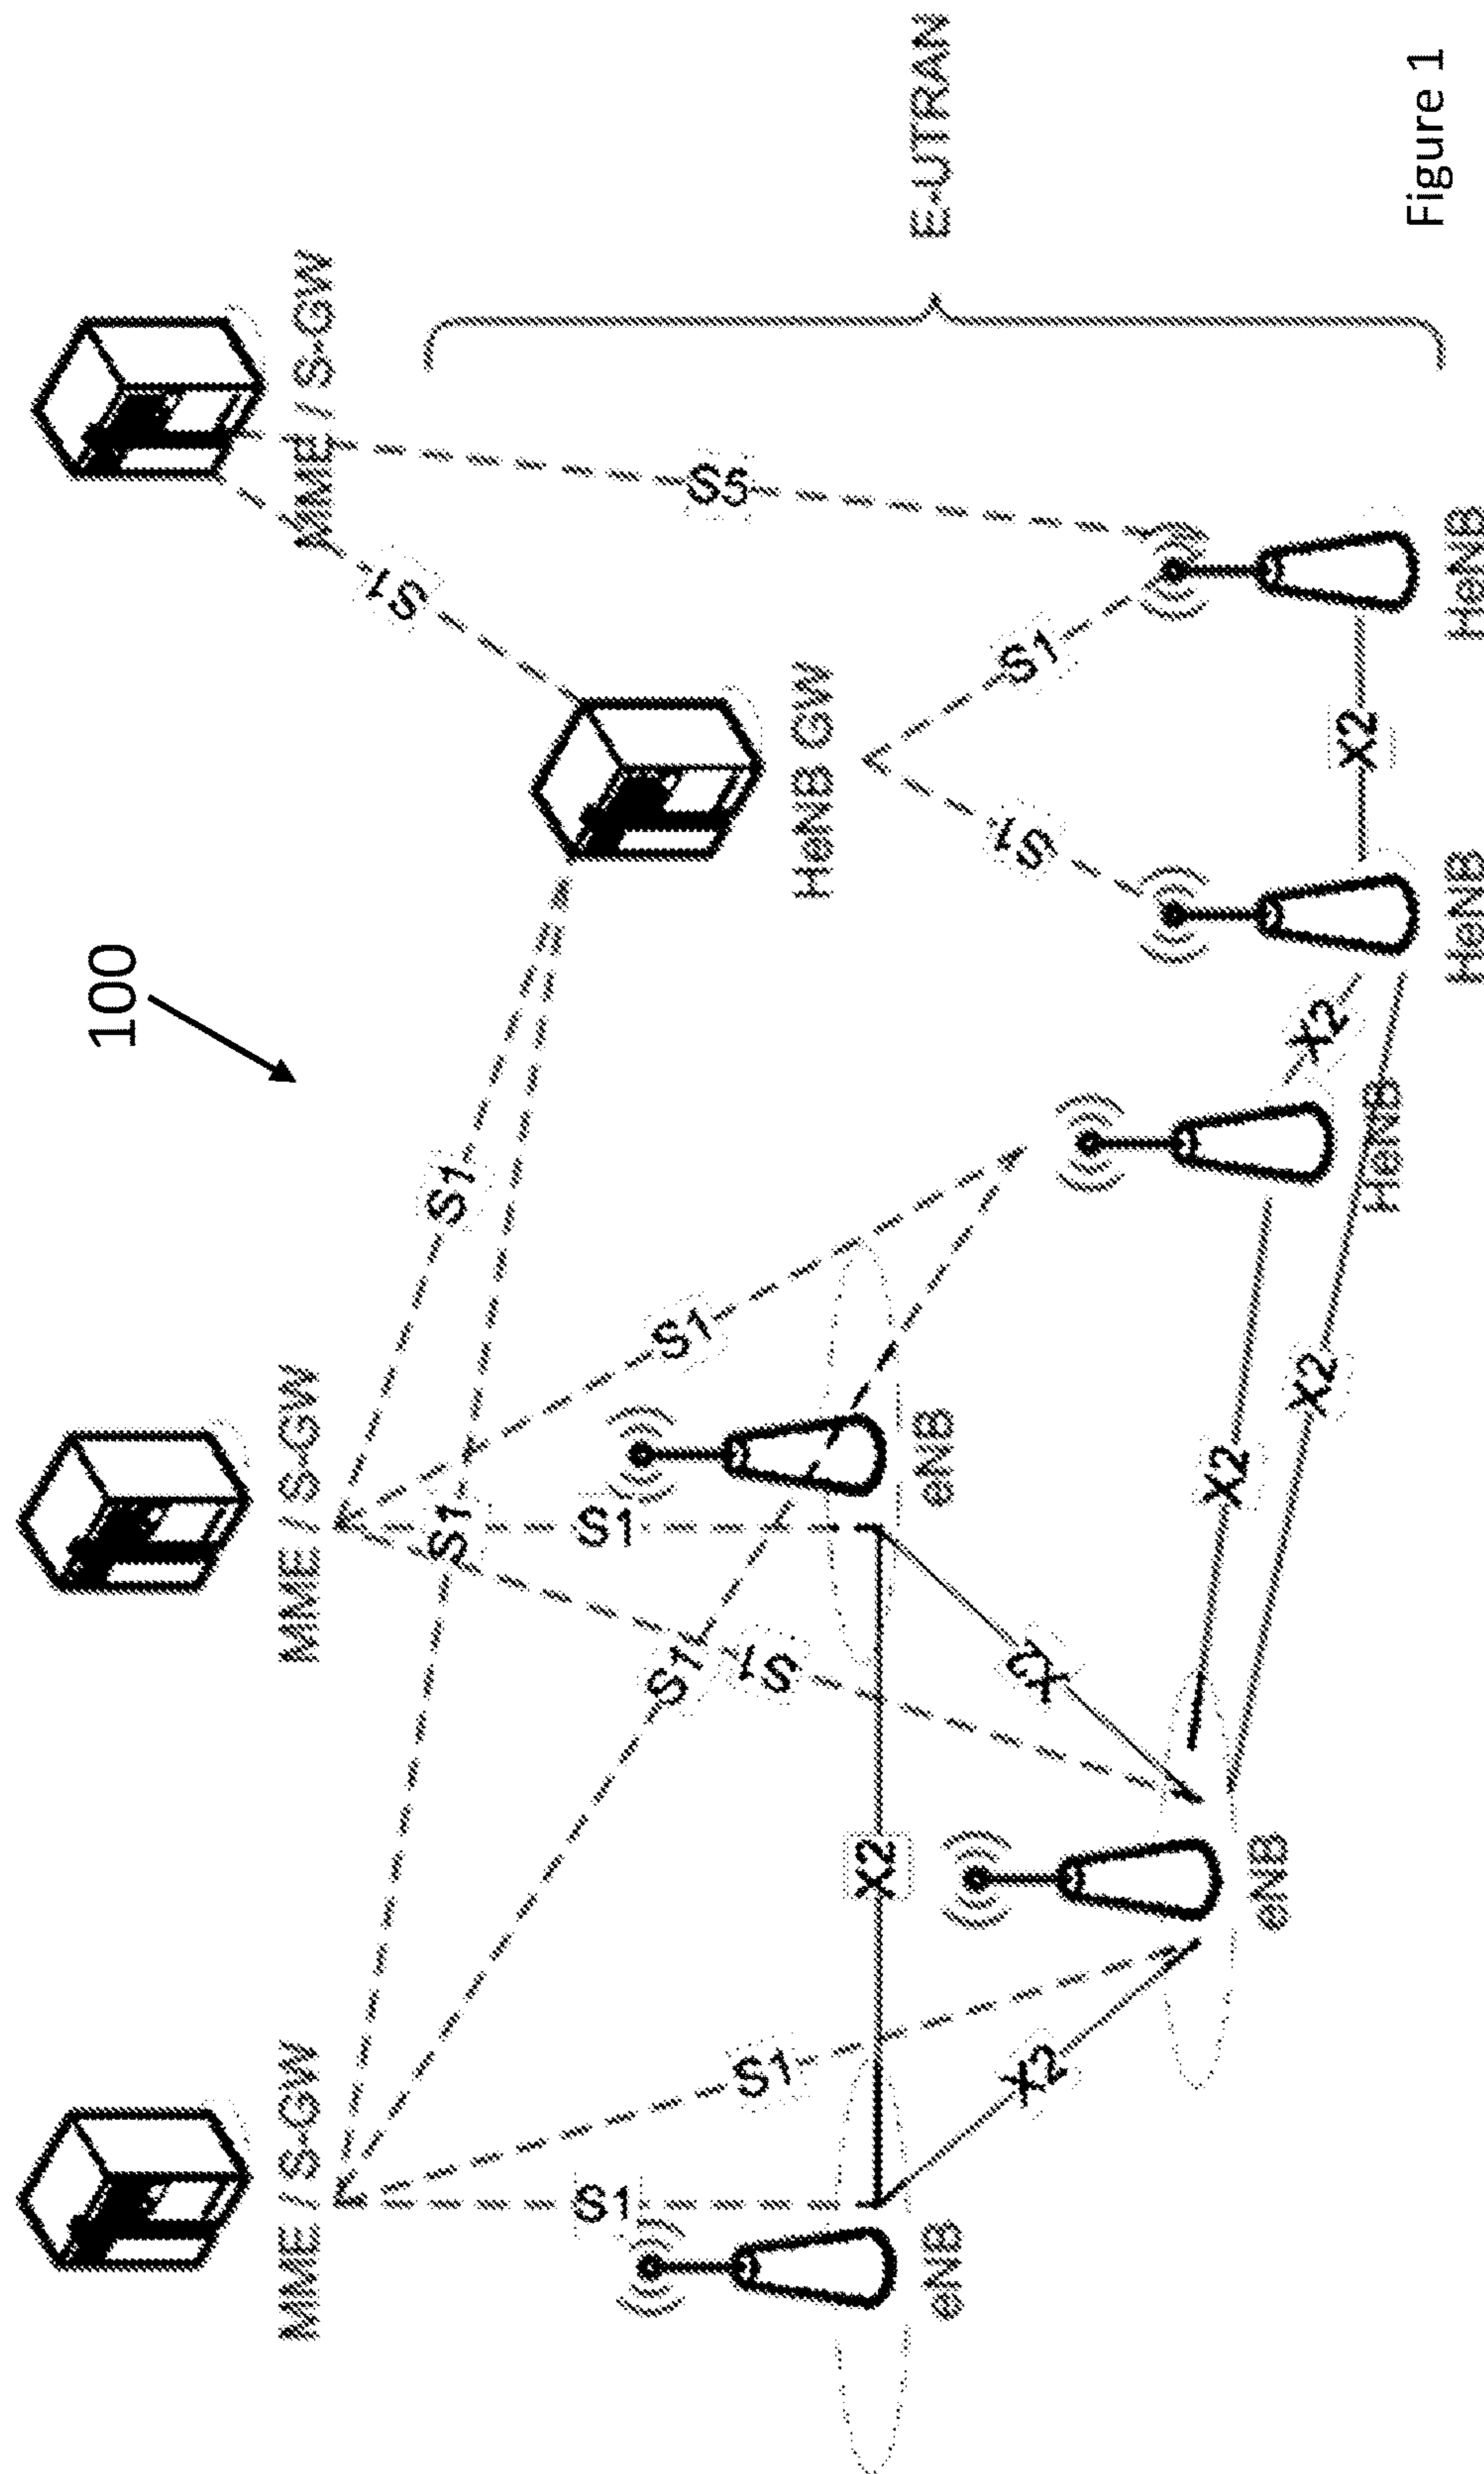 100
MME / S-GW
MME / S-GW
MME / S-GW
S1
S1
S1
S1
S1
S1
S1
S5
S1
S1
HeNB GW
X2
E-UTRAN
eNB
eNB
S1
S1
X2
X2
X2
eNB
X2
X2
X2
HeNB
HeNB
HeNB
Figure 1